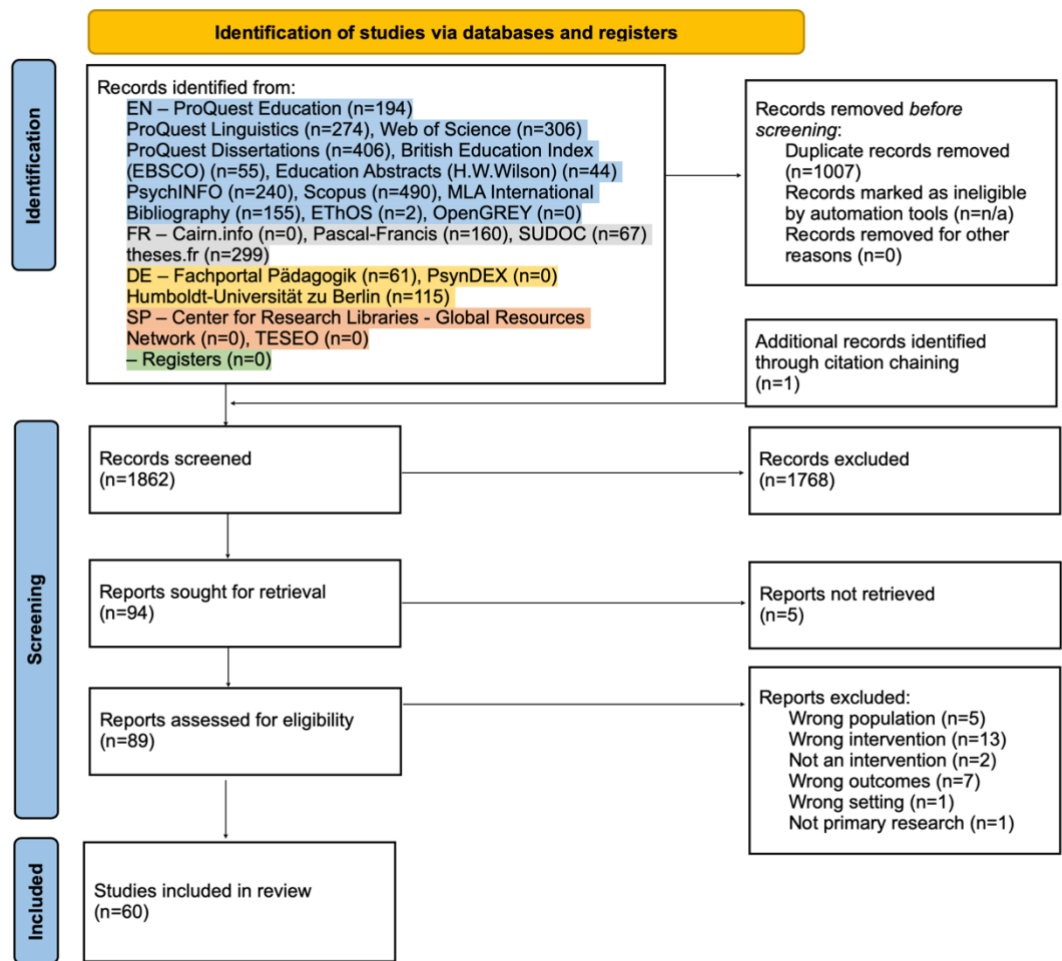 Identification of studies via databases and registers
Identification
Records identified from:
EN – ProQuest Education (n=194)
ProQuest Linguistics (n=274), Web of Science (n=306)
ProQuest Dissertations (n=406), British Education Index
(EBSCO) (n=55), Education Abstracts (H.W.Wilson) (n=44)
PsychINFO (n=240), Scopus (n=490), MLA International
Bibliography (n=155), EThOS (n=2), OpenGREY (n=0)
FR – Cairn.info (n=0), Pascal-Francis (n=160), SUDOC (n=67)
theses.fr (n=299)
DE – Fachportal Pädagogik (n=61), PsynDEX (n=0)
Humboldt-Universität zu Berlin (n=115)
SP – Center for Research Libraries - Global Resources
Network (n=0), TESEO (n=0)
– Registers (n=0)
Records removed before
screening:
Duplicate records removed
(n=1007)
Records marked as ineligible
by automation tools (n=n/a)
Records removed for other
reasons (n=0)
Additional records identified
through citation chaining
(n=1)
Screening
Records screened
(n=1862)
Records excluded
(n=1768)
Reports sought for retrieval
(n=94)
Reports not retrieved
(n=5)
Reports assessed for eligibility
(n=89)
Reports excluded:
Wrong population (n=5)
Wrong intervention (n=13)
Not an intervention (n=2)
Wrong outcomes (n=7)
Wrong setting (n=1)
Not primary research (n=1)
Included
Studies included in review
(n=60)